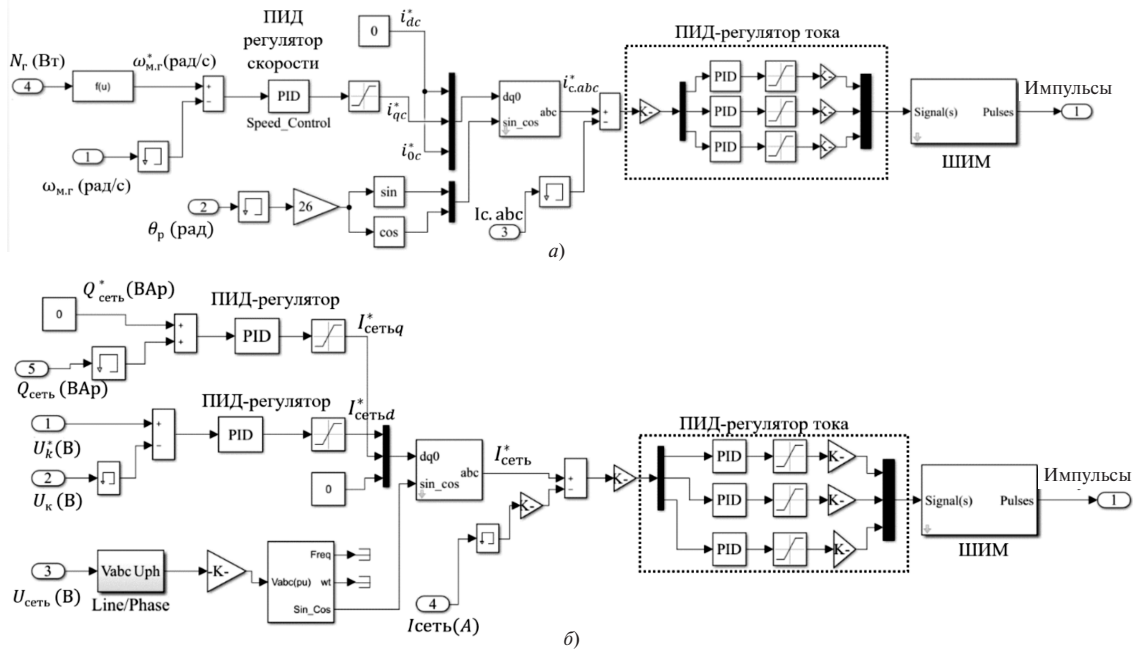 ПИД
регулятор
скорости
i*dc
0
ПИД-регулятор тока
Nг (Вт)
ω*м.г(рад/с)
4
f(u)
+
−
PID
Speed_Control
i*qc
i*0c
dq0
sin_cos
abc
i*с.abc
+
−
K-
PID
K-
PID
K-
PID
K-
Signal(s)
Pulses
ШИМ
Импульсы
1
1
ωм.г (рад/с)
2
θр (рад)
26
sin
cos
Iс. abc
3
а)
Q*сеть(ВАр)
0
ПИД-регулятор
+
+
PID
I*сетьq
5
Qсеть (ВАр)
ПИД-регулятор
I*сетьd
1
U*k(В)
+
−
PID
2
Uк (В)
0
dq0
sin_cos
abc
I*сеть
+
−
K-
K-
ПИД-регулятор тока
PID
K-
PID
K-
PID
K-
Signal(s)
Pulses
ШИМ
Импульсы
1
3
Uсеть (В)
Vabc Uph
Line/Phase
-K-
Vabc(pu)
Freq
wt
Sin_Cos
4
Iсеть(A)
б)